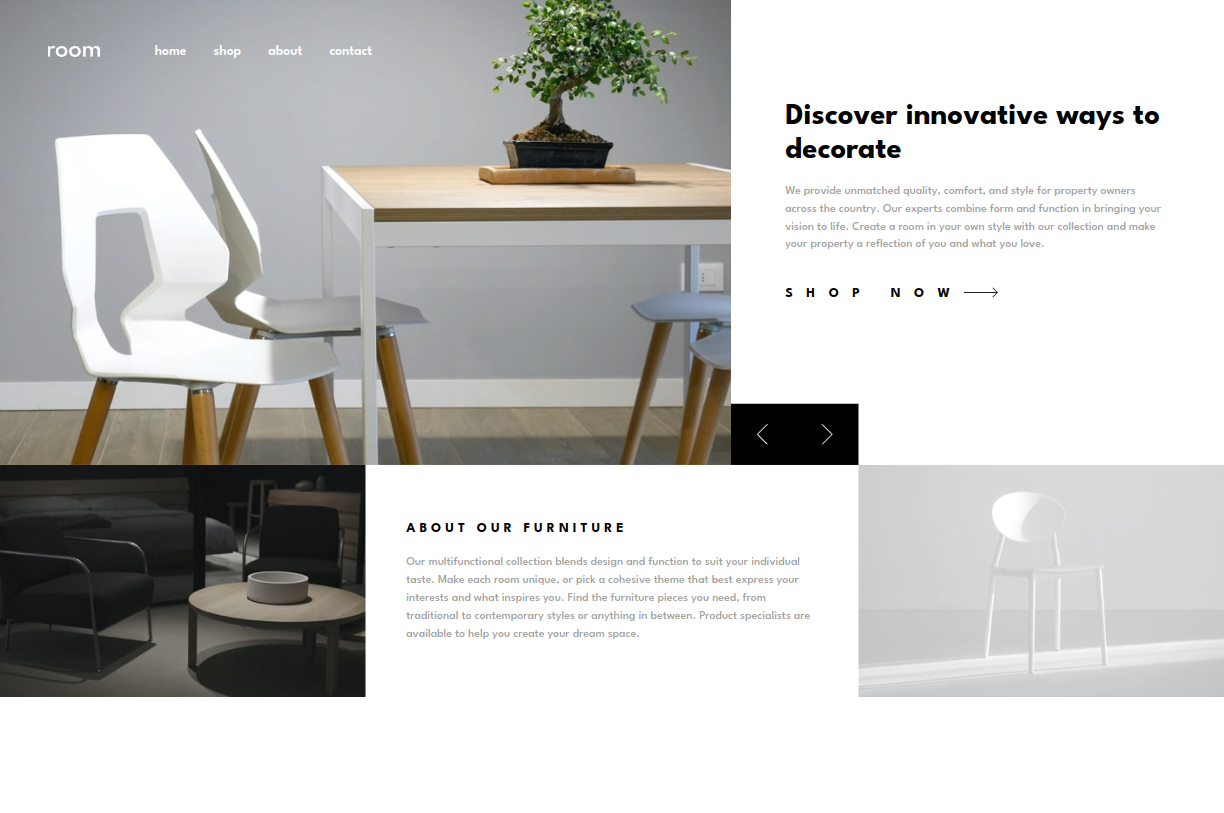 room
home shop about contact
Discover innovative ways to
decorate
We provide unmatched quality, comfort, and style for property owners
across the country. Our experts combine form and function in bringing your
vision to life. Create a room in your own style with our collection and make
your property a reflection of you and what you love.
SHOP NOW
ABOUT OUR FURNITURE
Our multifunctional collection blends design and function to suit your individual
taste. Make each room unique, or pick a cohesive theme that best express your
interests and what inspires you. Find the furniture pieces you need, from
traditional to contemporary styles or anything in between. Product specialists are
available to help you create your dream space.